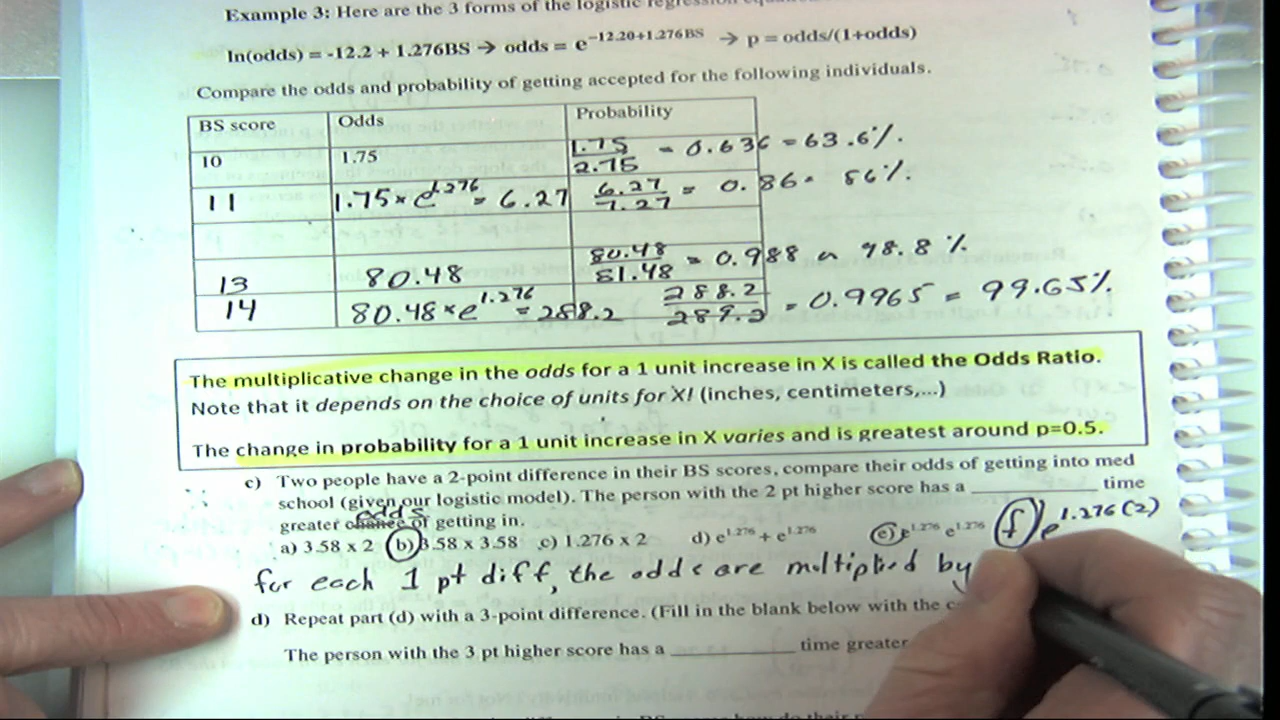 Example 3: Here are the 3 forms of the logistic regression
ln(odds) = -12.2 + 1.276BS → odds = e^-12.20+1.276BS → p = odds/(1+odds)
Compare the odds and probability of getting accepted for the following individuals.
BS score Odds Probability
10 1.75 1.75/2.75 = 0.636 = 63.6%.
11 1.75 × e^1.276 = 6.27 6.27/7.27 = 0.86 = 86%.
13 80.48 80.48/81.48 = 0.988 or 98.8%
14 80.48 × e^1.276 = 288.2 288.2/289.2 = 0.9965 = 99.65%
The multiplicative change in the odds for a 1 unit increase in X is called the Odds Ratio.
Note that it depends on the choice of units for X! (inches, centimeters,...)
The change in probability for a 1 unit increase in X varies and is greatest around p=0.5.
c) Two people have a 2-point difference in their BS scores, compare their odds of getting into med
school (given our logistic model). The person with the 2 pt higher score has a ____________ time
odds
greater chance of getting in.
a) 3.58 x 2 b) 3.58 x 3.58 c) 1.276 x 2 d) e^1.276 + e^1.276 e) e^1.276 e^1.276 f) e^1.276(2)
for each 1 pt diff, the odds are multiplied by
d) Repeat part (d) with a 3-point difference. (Fill in the blank below with the
The person with the 3 pt higher score has a ____________ time greater